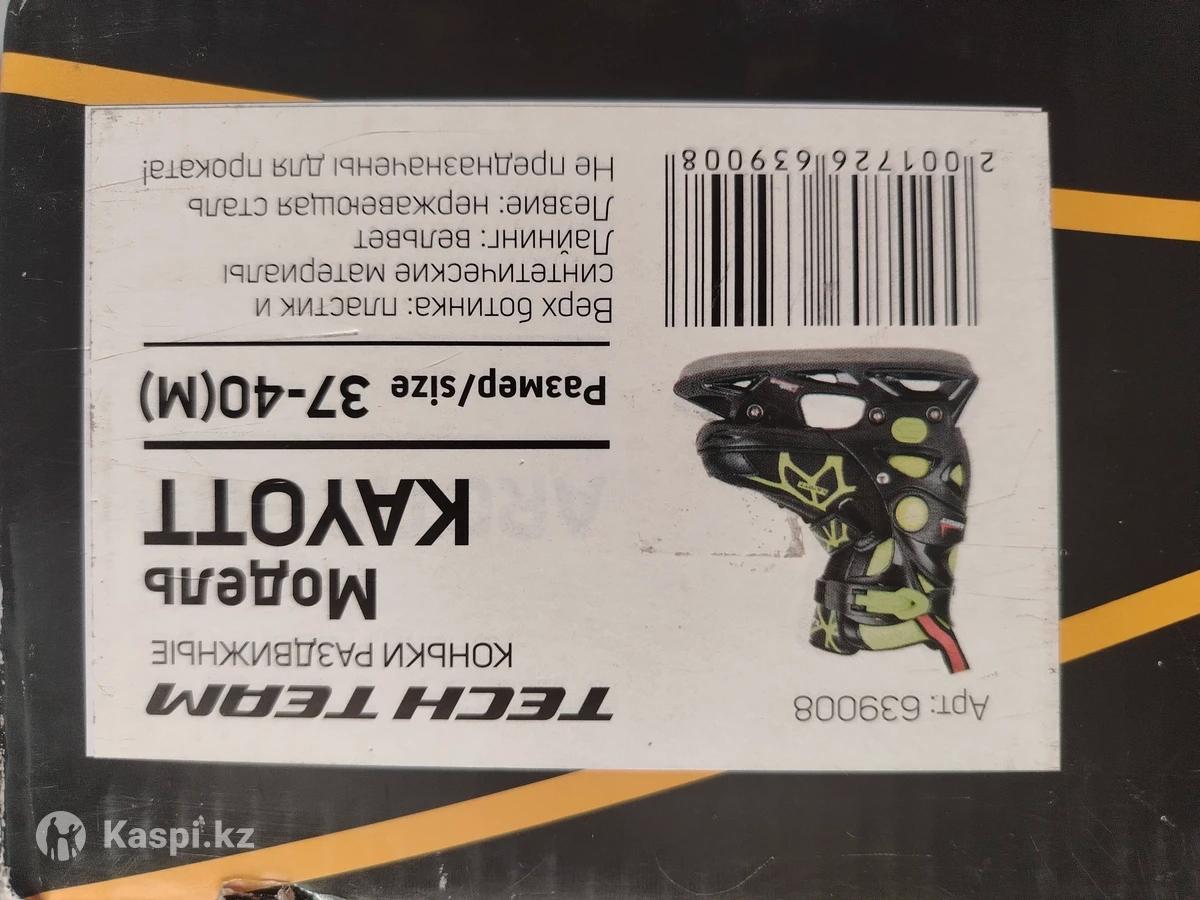 TECH TEAM
КОНЬКИ РАЗДВИЖНЫЕ
Модель
KAYOTT
Размер/size 37-40(M)
Верх ботинка: пластик и
синтетические материалы
Лайнинг: вельвет
Лезвие: нержавеющая сталь
Не предназначены для проката!
Арт: 639008
2 001726 639008
Kaspi.kz